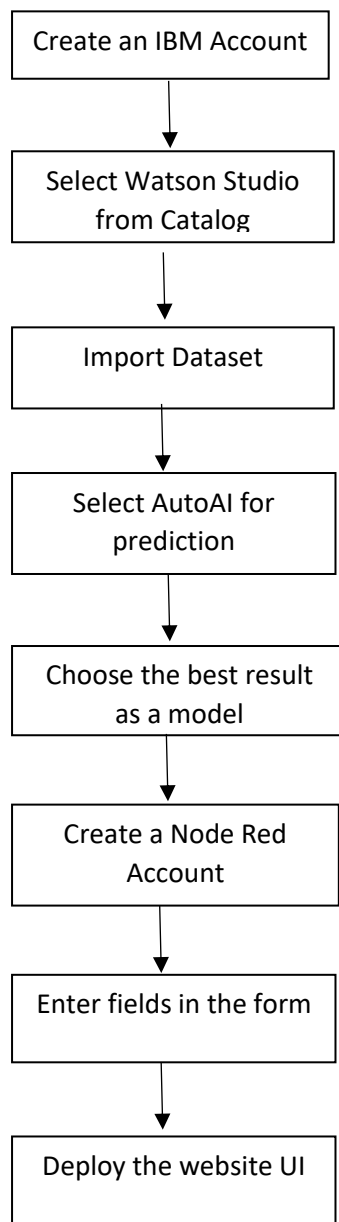 Create an IBM Account
Select Watson Studio
from Catalog
Import Dataset
Select AutoAI for
prediction
Choose the best result
as a model
Create a Node Red
Account
Enter fields in the form
Deploy the website UI